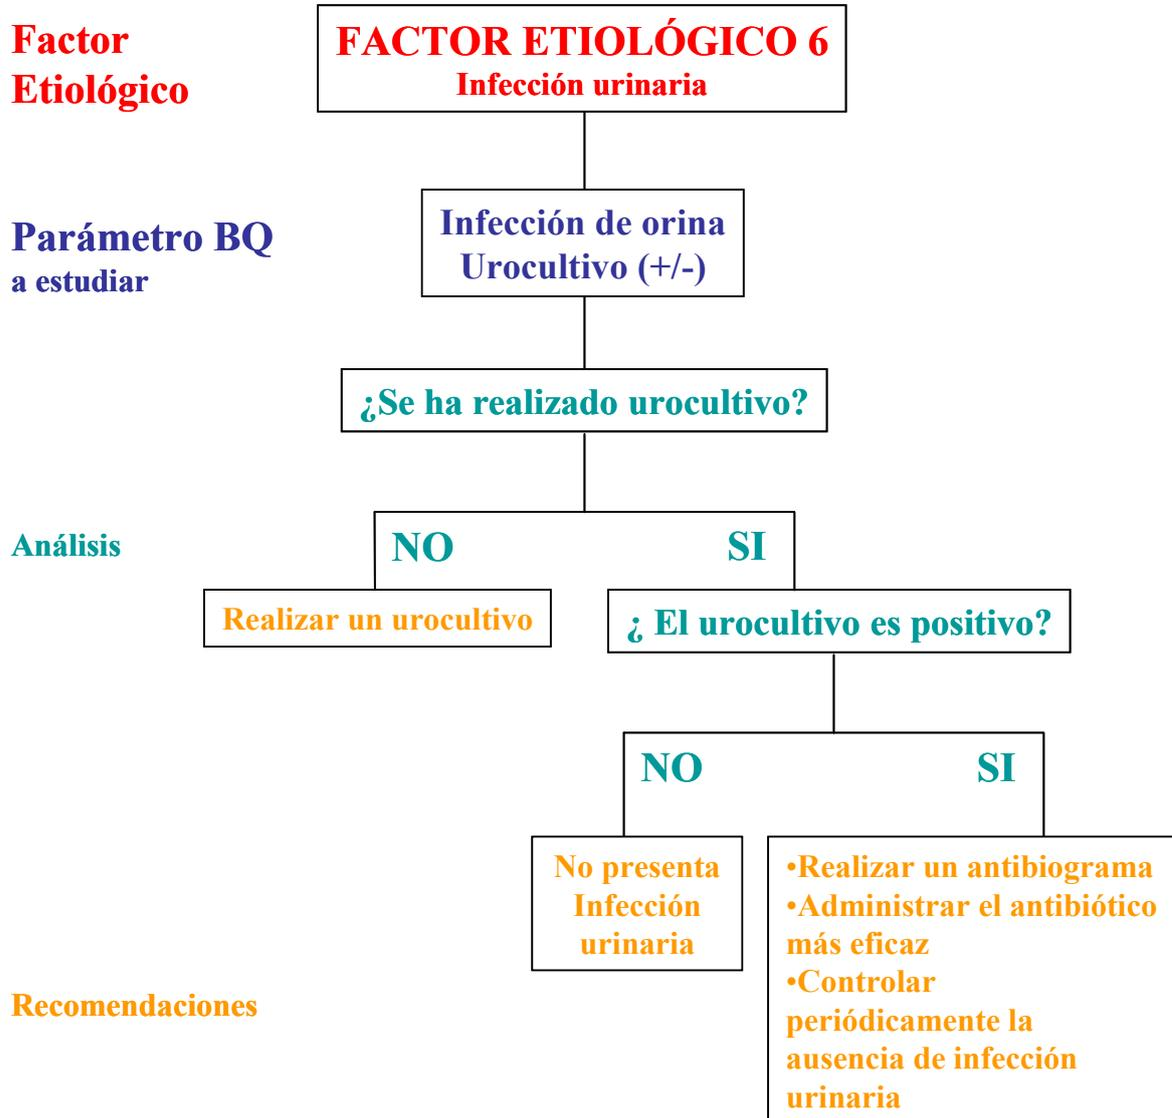 Factor
Etiológico
FACTOR ETIOLÓGICO 6
Infección urinaria
Parámetro BQ
a estudiar
Infección de orina
Urocultivo (+/-)
¿Se ha realizado urocultivo?
Análisis
NO
SI
Realizar un urocultivo
¿ El urocultivo es positivo?
NO
SI
No presenta
Infección
urinaria
•Realizar un antibiograma
•Administrar el antibiótico
más eficaz
•Controlar
periódicamente la
ausencia de infección
urinaria
Recomendaciones